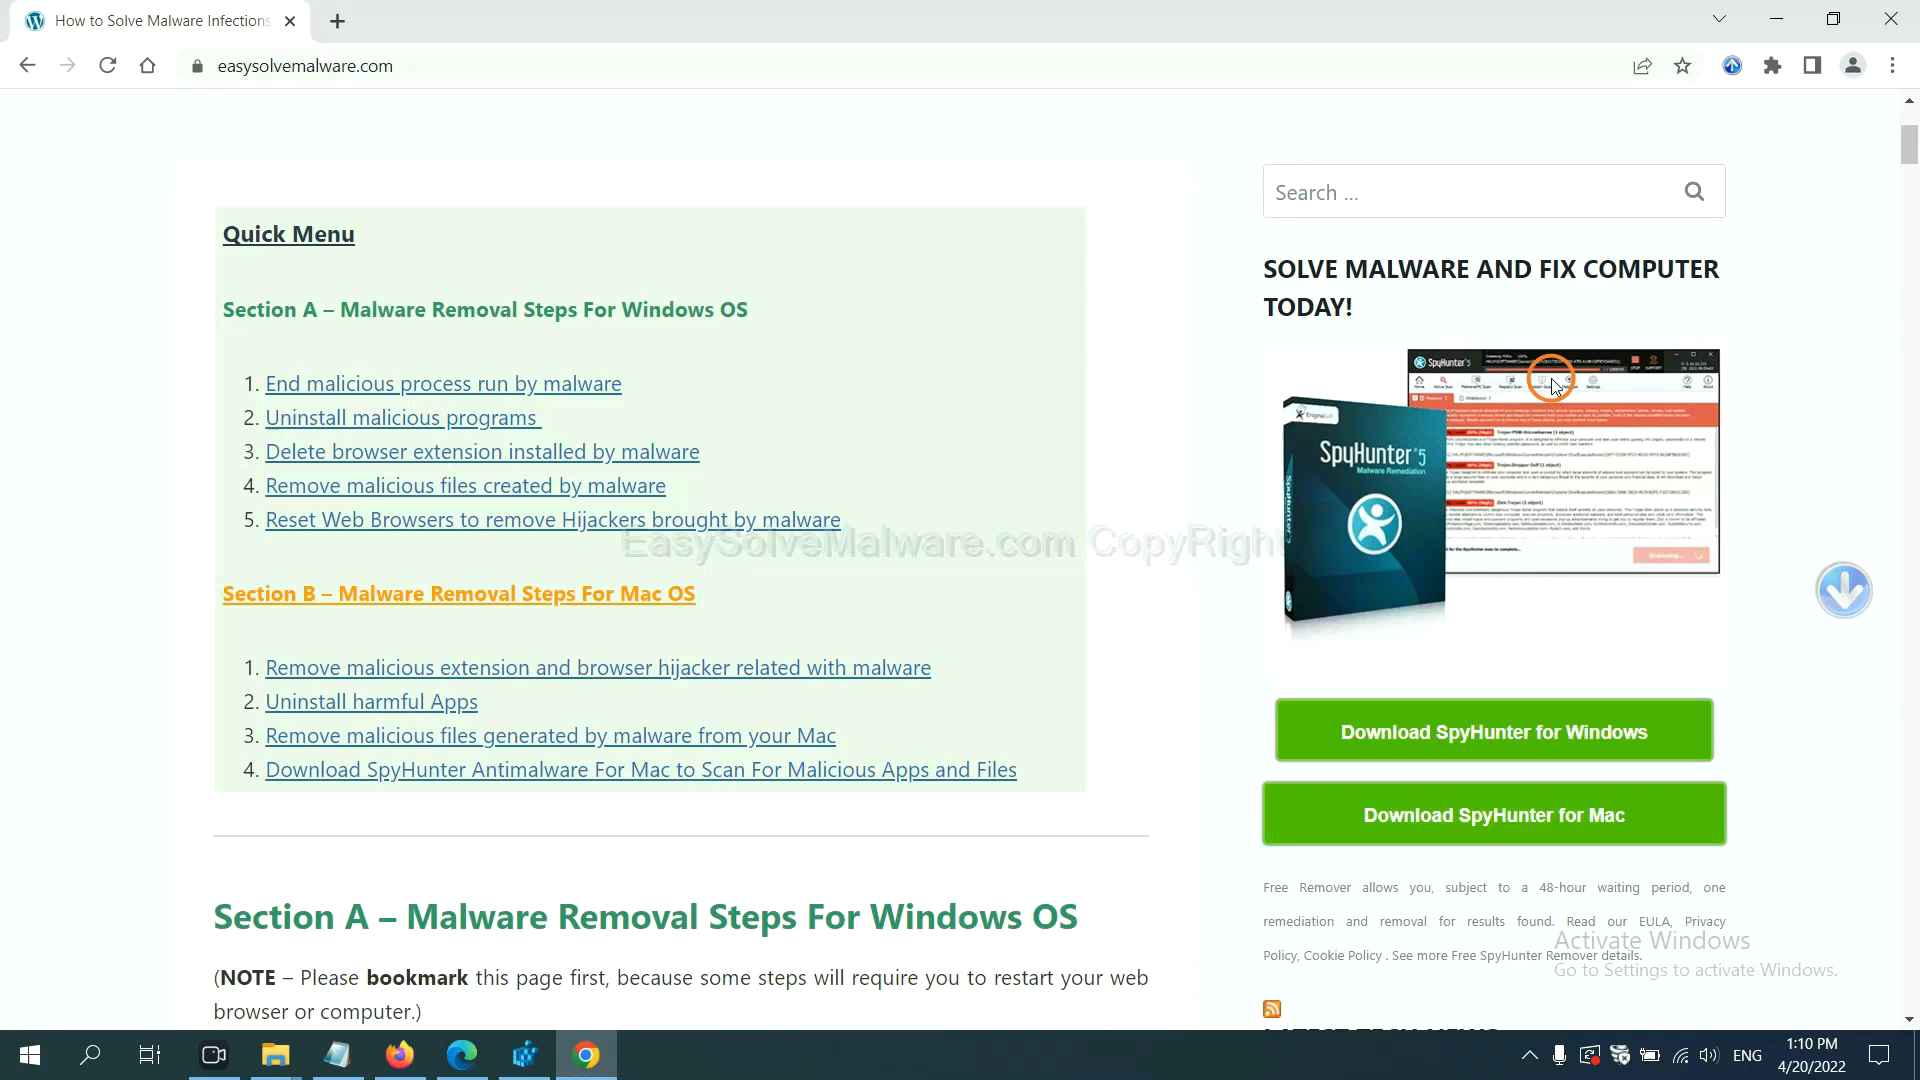 How to Solve Malware Infections
easysolvemalware.com
Quick Menu
Section A – Malware Removal Steps For Windows OS
1. End malicious process run by malware
2. Uninstall malicious programs
3. Delete browser extension installed by malware
4. Remove malicious files created by malware
5. Reset Web Browsers to remove Hijackers brought by malware
EasySolveMalware.com CopyRight
Section B – Malware Removal Steps For Mac OS
1. Remove malicious extension and browser hijacker related with malware
2. Uninstall harmful Apps
3. Remove malicious files generated by malware from your Mac
4. Download SpyHunter Antimalware For Mac to Scan For Malicious Apps and Files
Section A – Malware Removal Steps For Windows OS
(NOTE – Please bookmark this page first, because some steps will require you to restart your web
browser or computer.)
Search ...
SOLVE MALWARE AND FIX COMPUTER
TODAY!
SpyHunter 5
EnigmaSoft
SpyHunter 5
Malware Remediation
SpyHunter 5
Scanning...
Download SpyHunter for Windows
Download SpyHunter for Mac
Free Remover allows you, subject to a 48-hour waiting period, one
remediation and removal for results found. Read our EULA, Privacy
Policy, Cookie Policy . See more Free SpyHunter Remover details.
Activate Windows
Go to Settings to activate Windows.
LATEST TECH NEWS
ENG
1:10 PM
4/20/2022